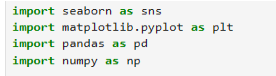 import seaborn as sns
import matplotlib.pyplot as plt
import pandas as pd
import numpy as np